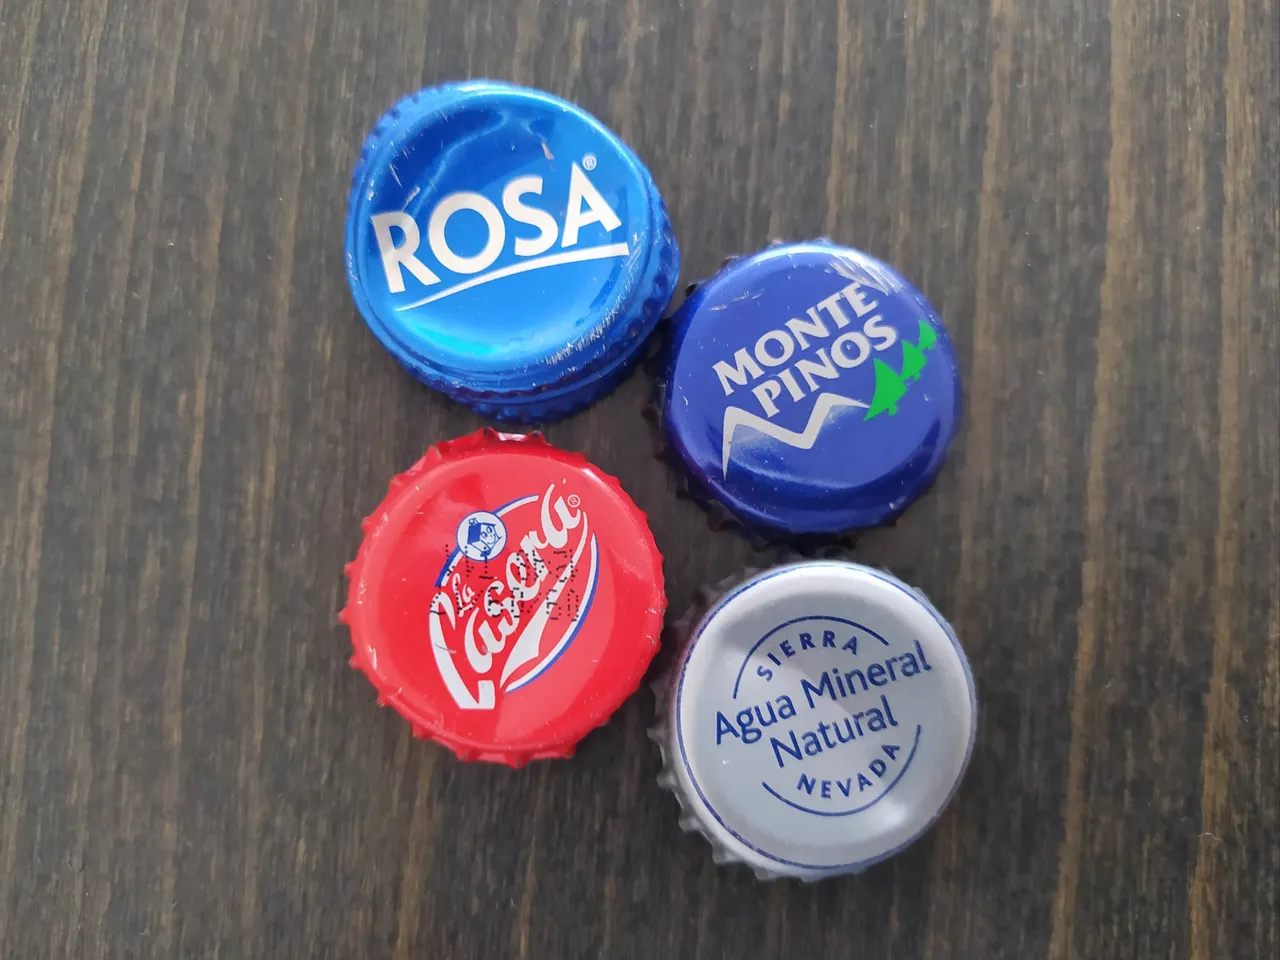 ROSA®
MONTE
PINOS
La
Casera®
SIERRA
Agua Mineral
Natural
NEVADA